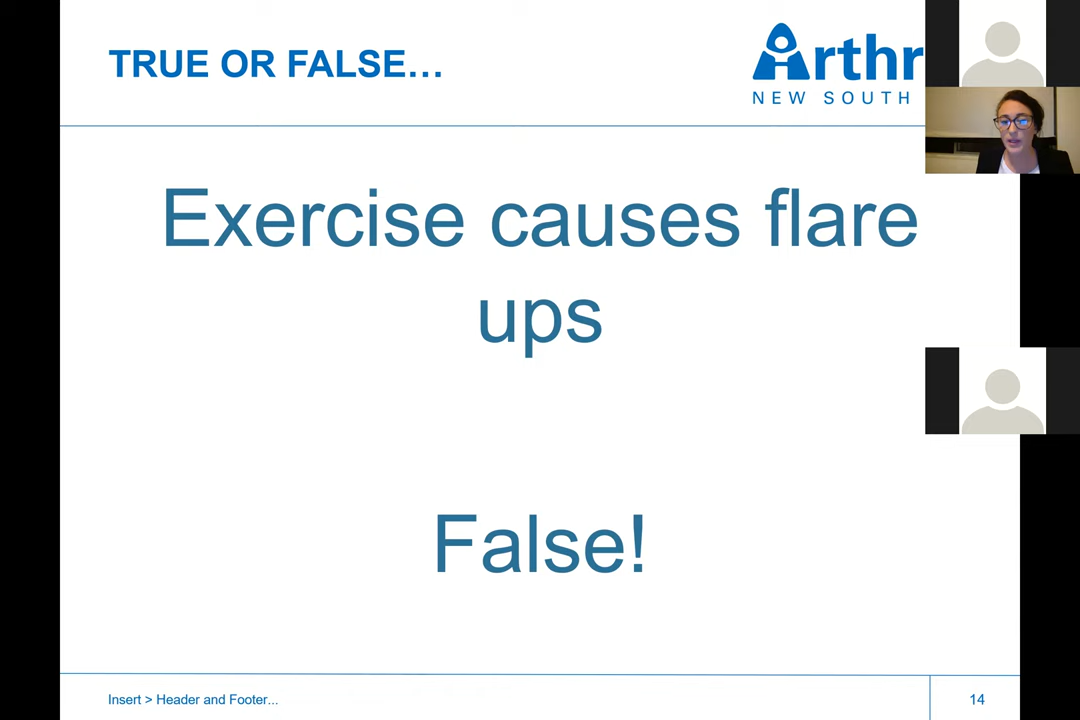 TRUE OR FALSE...
Arthr
NEW SOUTH
Exercise causes flare
ups
False!
Insert > Header and Footer...
14